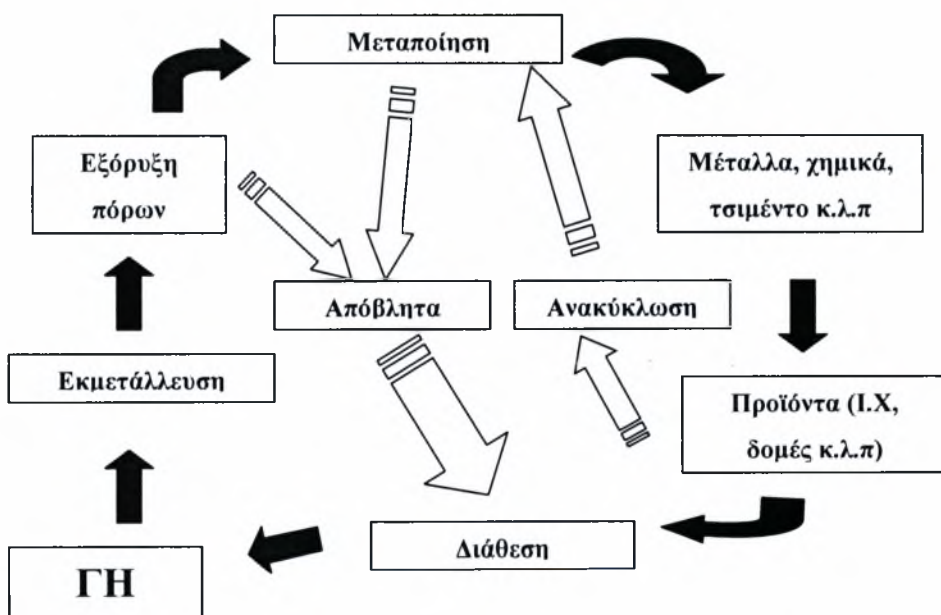 Μεταποίηση
Εξόρυξη
πόρων
Μέταλλα, χημικά,
τσιμέντο κ.λ.π
Απόβλητα
Ανακύκλωση
Εκμετάλλευση
Προϊόντα (Ι.Χ,
δομές κ.λ.π)
Διάθεση
ΓΗ